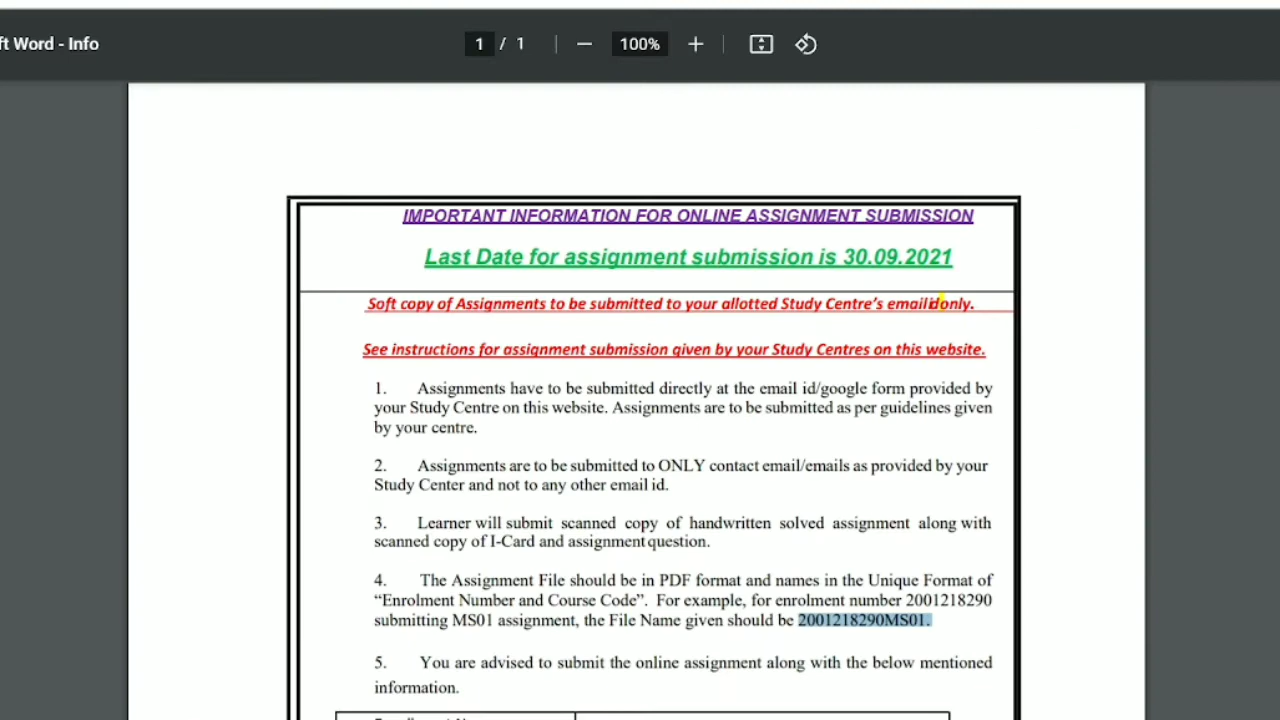 ft Word - Info
1 / 1
100%
IMPORTANT INFORMATION FOR ONLINE ASSIGNMENT SUBMISSION
Last Date for assignment submission is 30.09.2021
Soft copy of Assignments to be submitted to your allotted Study Centre's email id only.
See instructions for assignment submission given by your Study Centres on this website.
1. Assignments have to be submitted directly at the email id/google form provided by
your Study Centre on this website. Assignments are to be submitted as per guidelines given
by your centre.
2. Assignments are to be submitted to ONLY contact email/emails as provided by your
Study Center and not to any other email id.
3. Learner will submit scanned copy of handwritten solved assignment along with
scanned copy of I-Card and assignment question.
4. The Assignment File should be in PDF format and names in the Unique Format of
“Enrolment Number and Course Code”. For example, for enrolment number 2001218290
submitting MS01 assignment, the File Name given should be 2001218290MS01.
5. You are advised to submit the online assignment along with the below mentioned
information.